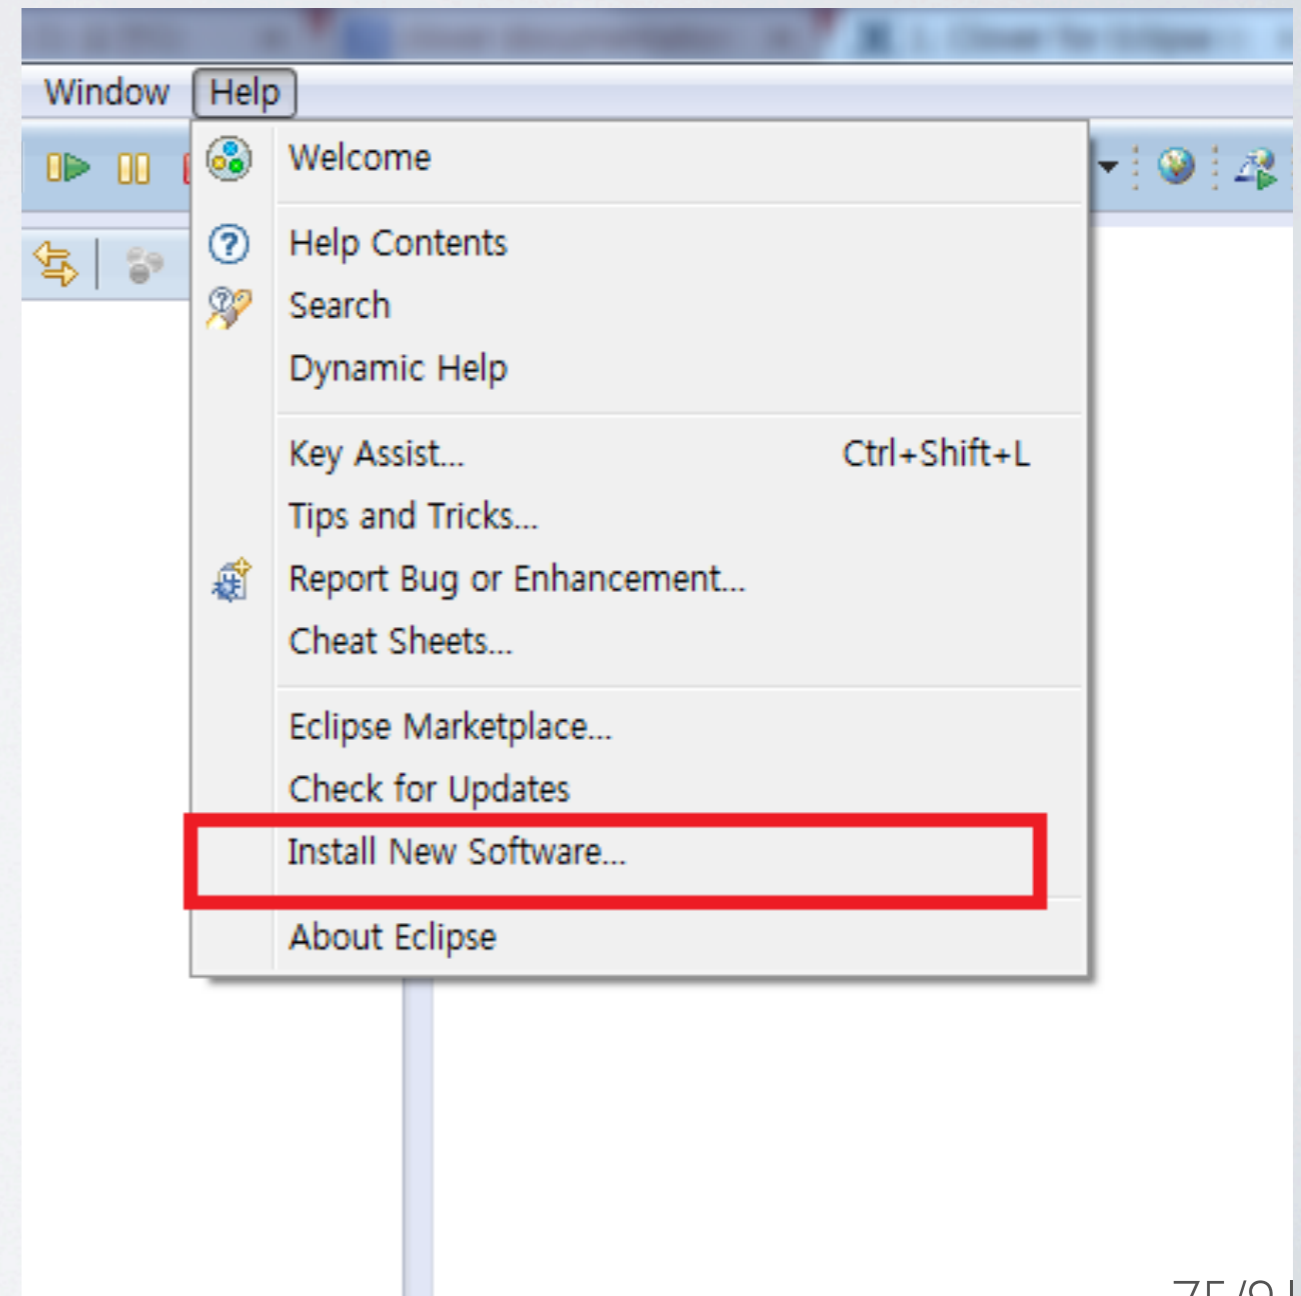 Window Help
Welcome
Help Contents
Search
Dynamic Help
Key Assist... Ctrl+Shift+L
Tips and Tricks...
Report Bug or Enhancement...
Cheat Sheets...
Eclipse Marketplace...
Check for Updates
Install New Software...
About Eclipse